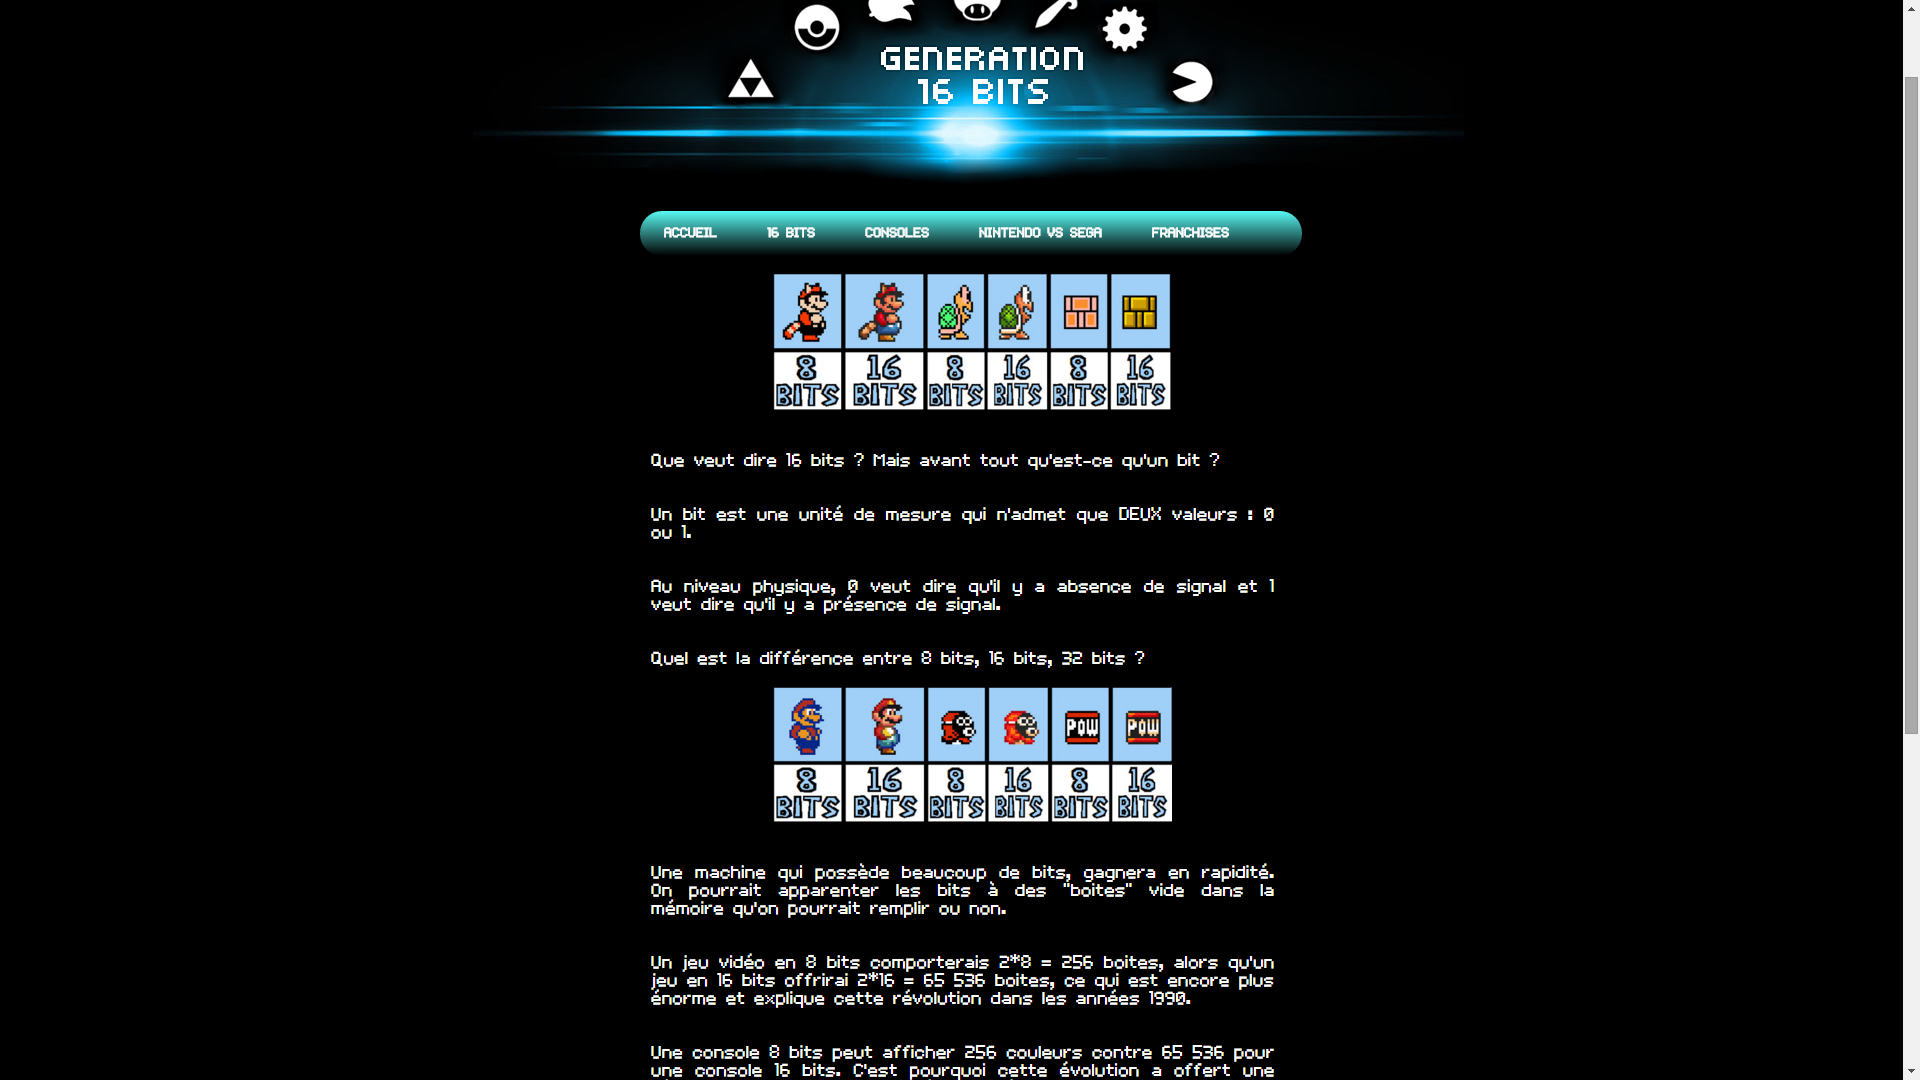 GENERATION
16 BITS
ACCUEIL 16 BITS CONSOLES NINTENDO VS SEGA FRANCHISES
8 BITS 16 BITS 8 BITS 16 BITS 8 BITS 16 BITS
Que veut dire 16 bits ? Mais avant tout qu'est-ce qu'un bit ?
Un bit est une unité de mesure qui n'admet que DEUX valeurs : 0
ou 1.
Au niveau physique, 0 veut dire qu'il y a absence de signal et 1
veut dire qu'il y a présence de signal.
Quel est la différence entre 8 bits, 16 bits, 32 bits ?
POW POW
8 BITS 16 BITS 8 BITS 16 BITS 8 BITS 16 BITS
Une machine qui possède beaucoup de bits, gagnera en rapidité.
On pourrait apparenter les bits à des "boites" vide dans la
mémoire qu'on pourrait remplir ou non.
Un jeu vidéo en 8 bits comporterais 2*8 = 256 boites, alors qu'un
jeu en 16 bits offrirai 2*16 = 65 536 boites, ce qui est encore plus
énorme et explique cette révolution dans les années 1990.
Une console 8 bits peut afficher 256 couleurs contre 65 536 pour
une console 16 bits. C'est pourquoi cette évolution a offert une